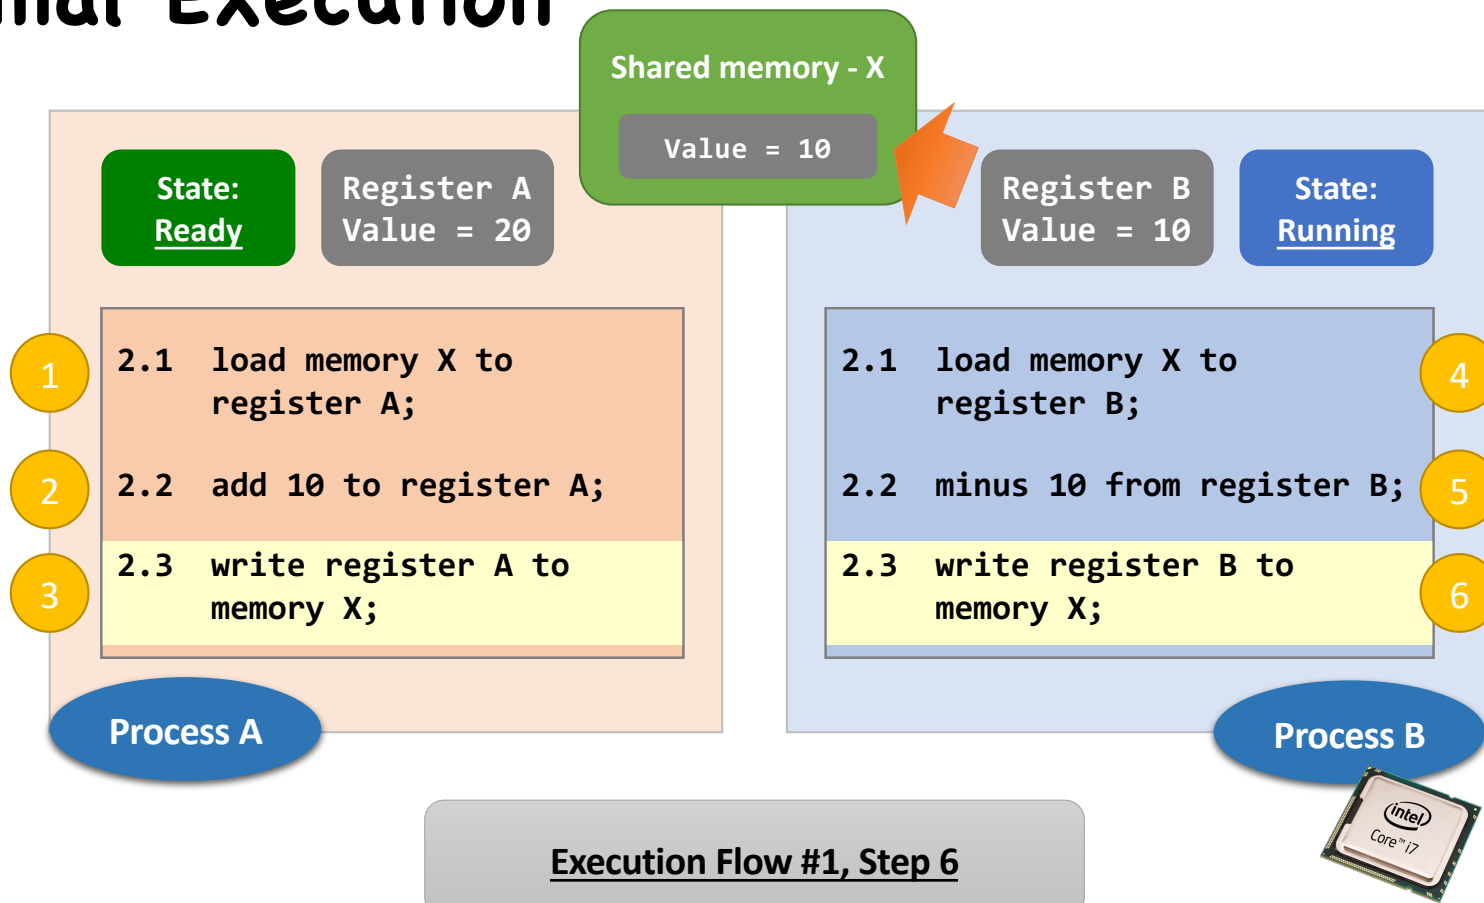 Execution
Shared memory - X
Value = 10
State:
Ready
Register A
Value = 20
Register B
Value = 10
State:
Running
1
2.1 load memory X to
register A;
2
2.2 add 10 to register A;
3
2.3 write register A to
memory X;
2.1 load memory X to
register B;
4
2.2 minus 10 from register B;
5
2.3 write register B to
memory X;
6
Process A
Process B
intel
Core™ i7
Execution Flow #1, Step 6